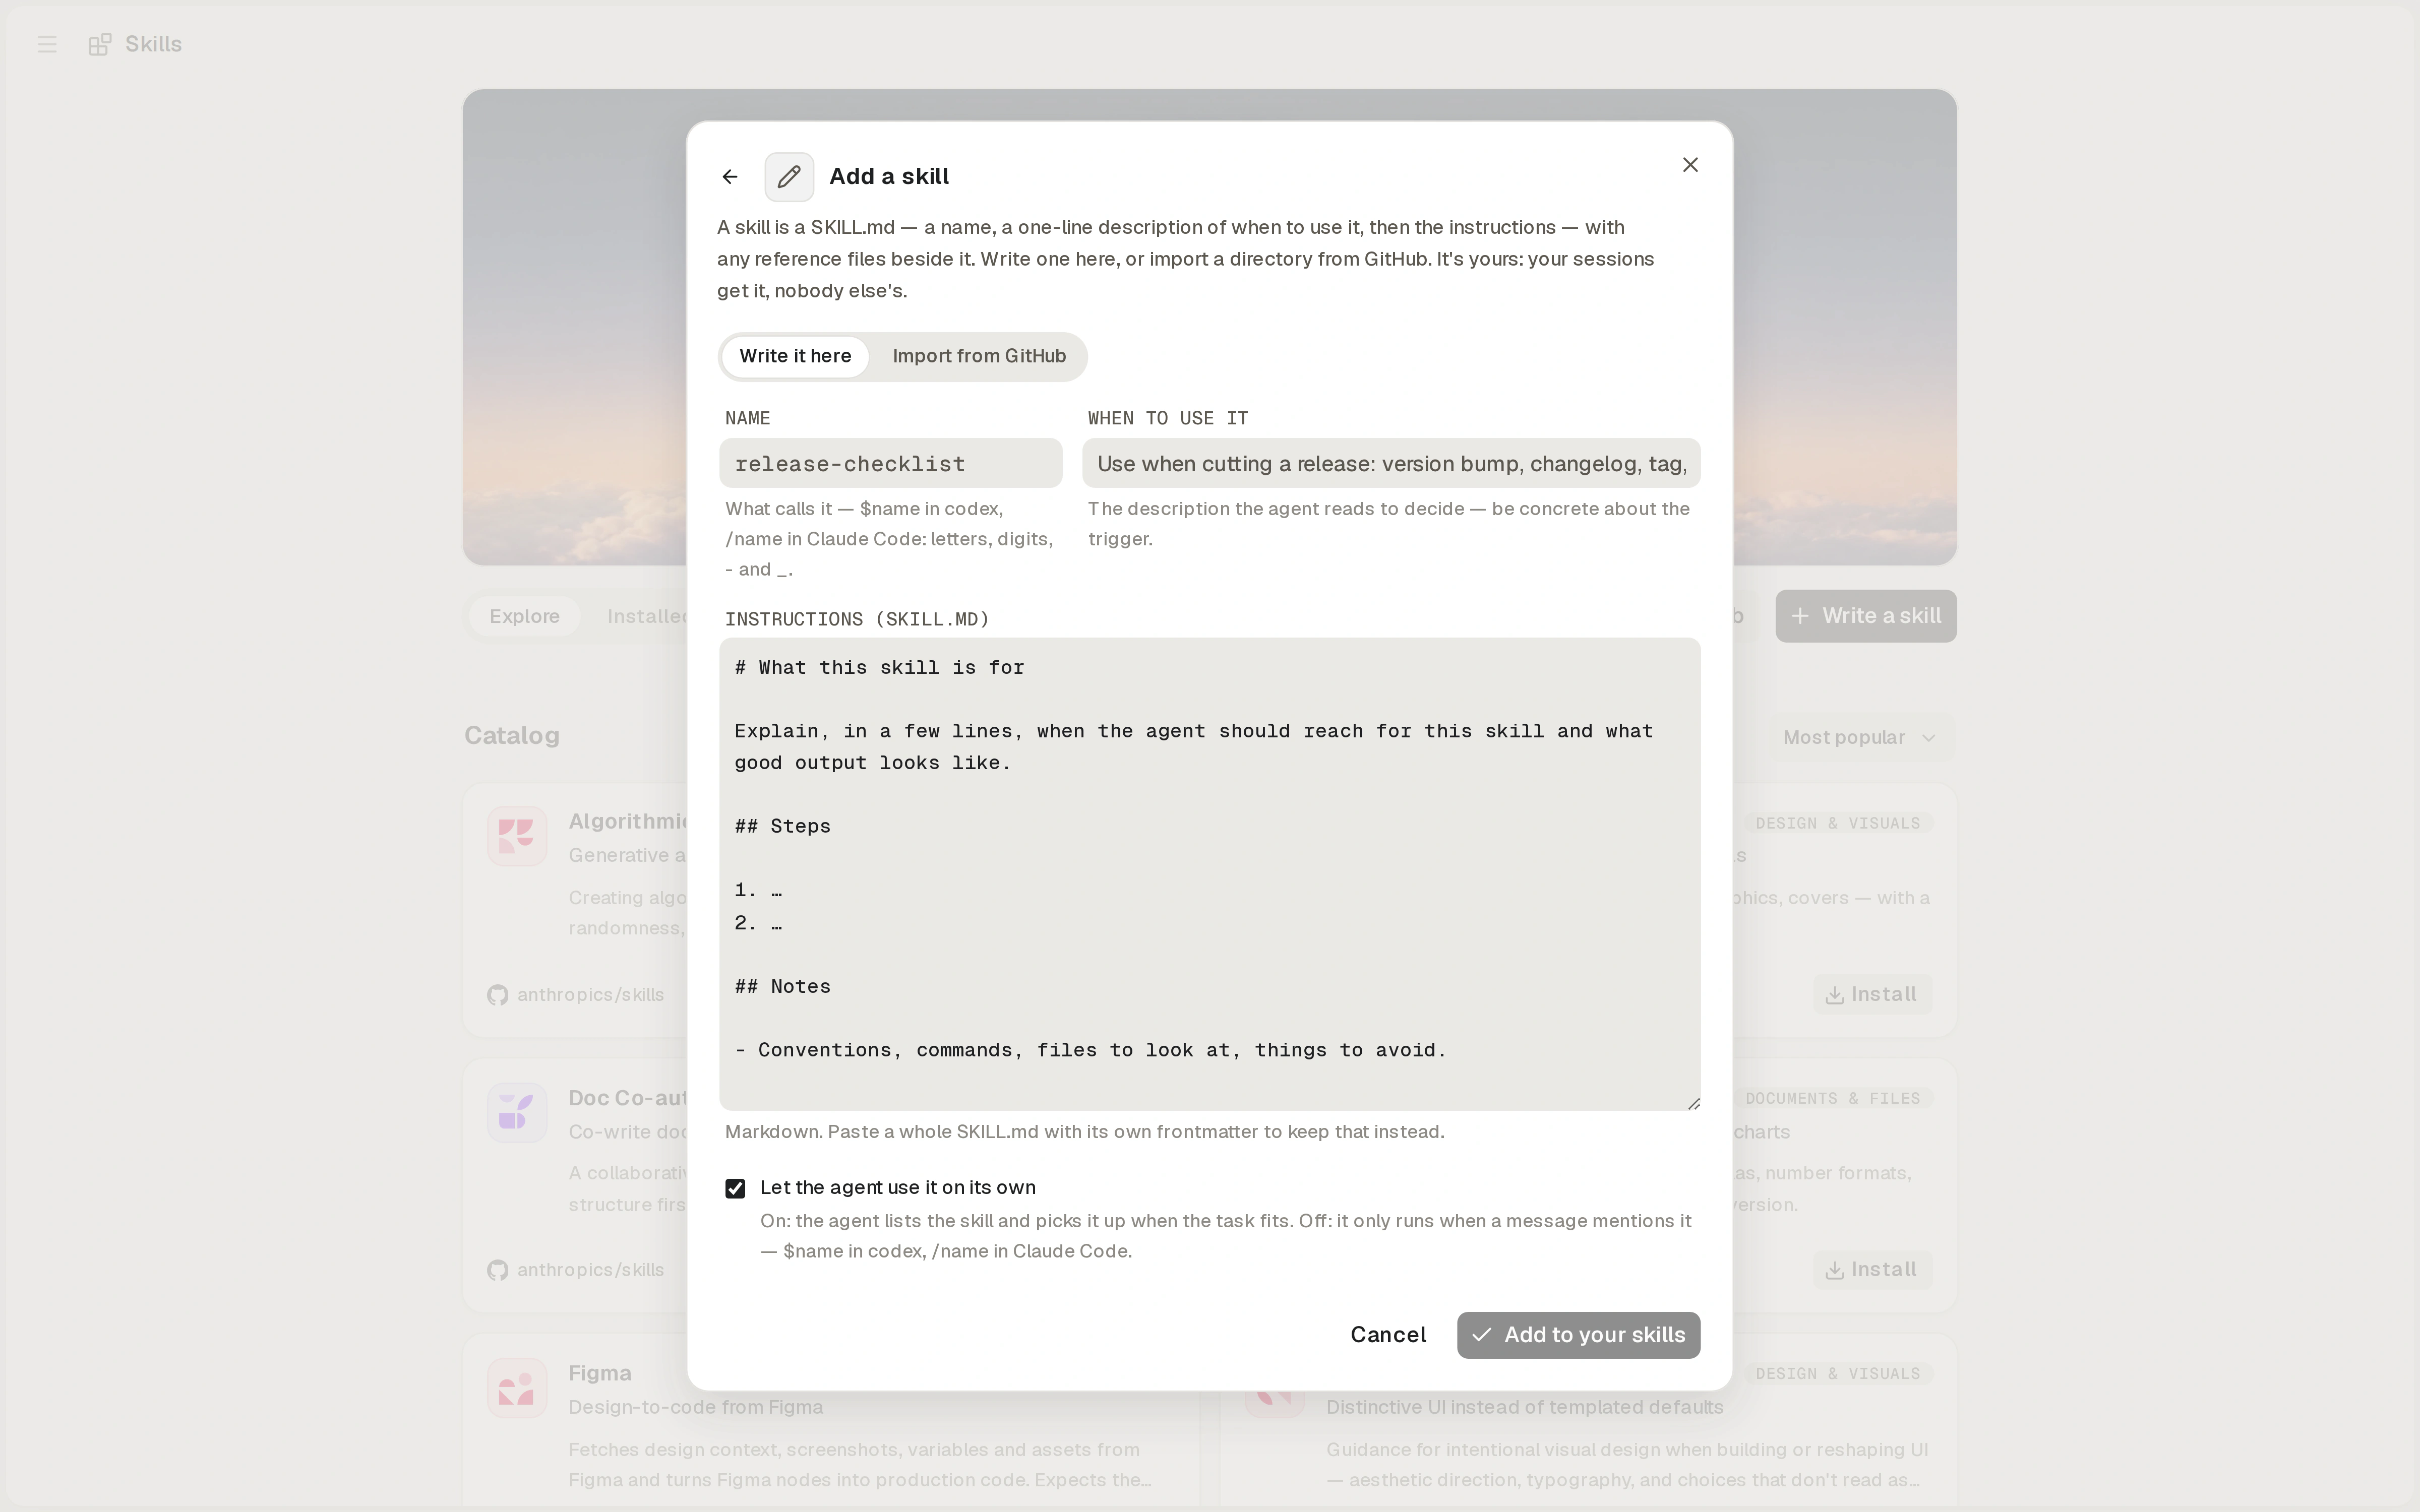 Skills
Add a skill
A skill is a SKILL.md — a name, a one-line description of when to use it, then the instructions — with
any reference files beside it. Write one here, or import a directory from GitHub. It's yours: your sessions
get it, nobody else's.
Write it here
Import from GitHub
NAME
WHEN TO USE IT
release-checklist
Use when cutting a release: version bump, changelog, tag,
What calls it — $name in codex,
/name in Claude Code: letters, digits,
- and _.
The description the agent reads to decide — be concrete about the
trigger.
INSTRUCTIONS (SKILL.MD)
# What this skill is for
Explain, in a few lines, when the agent should reach for this skill and what
good output looks like.
## Steps
1. …
2. …
## Notes
- Conventions, commands, files to look at, things to avoid.
Markdown. Paste a whole SKILL.md with its own frontmatter to keep that instead.
Let the agent use it on its own
On: the agent lists the skill and picks it up when the task fits. Off: it only runs when a message mentions it
— $name in codex, /name in Claude Code.
Cancel
Add to your skills
Explore
Write a skill
Catalog
Most popular
DESIGN & VISUALS
Generative
Creating
covers — with a
randomness,
anthropics/skills
Install
Doc
DOCUMENTS & FILES
Co-write
charts
A
number formats,
structure
anthropics/skills
Install
Figma
Design-to-code from Figma
Fetches design context, screenshots, variables and assets from
Figma and turns Figma nodes into production code. Expects the…
DESIGN & VISUALS
Distinctive UI instead of templated defaults
Guidance for intentional visual design when building or reshaping UI
— aesthetic direction, typography, and choices that don't read as…